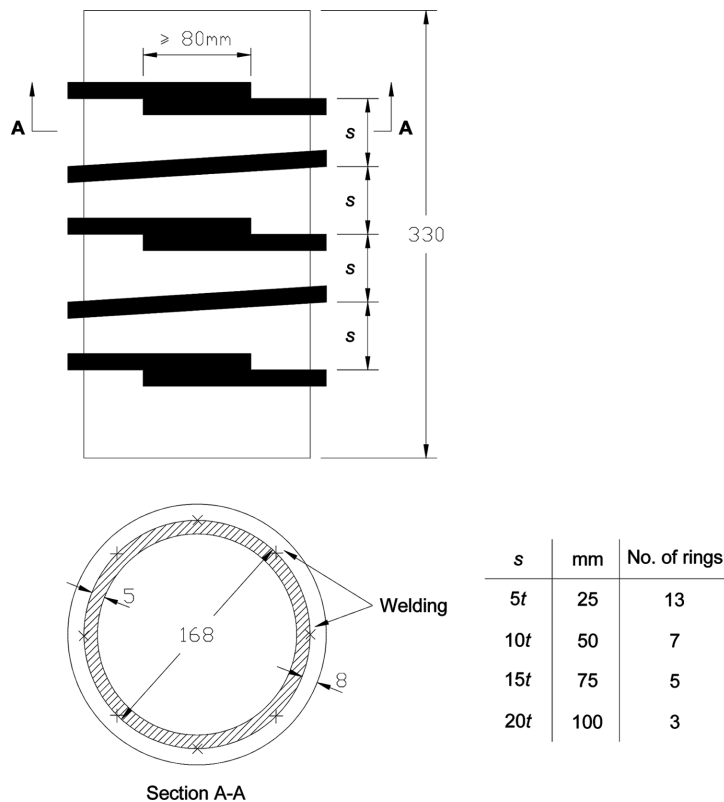 ≥ 80mm
A
A
s
s
330
s
s
5
168
Welding
8
Section A-A
s mm No. of rings
5t 25 13
10t 50 7
15t 75 5
20t 100 3